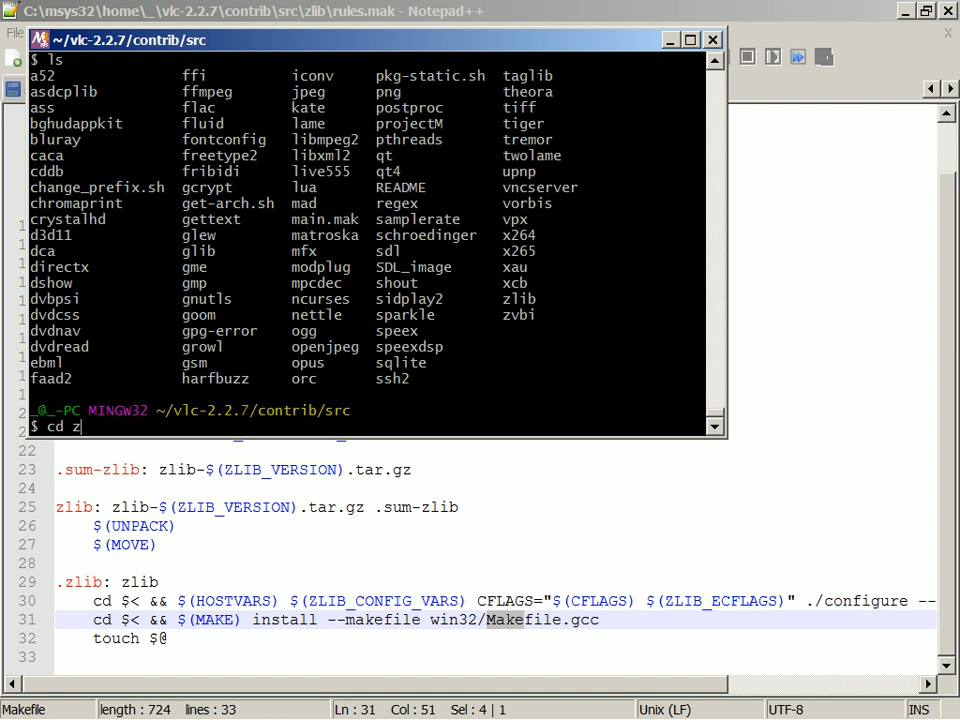 C:\msys32\home\_\vlc-2.2.7\contrib\src\zlib\rules.mak - Notepad++
File
X
~/vlc-2.2.7/contrib/src
$ ls
a52 ffi iconv pkg-static.sh taglib
asdcplib ffmpeg jpeg png theora
ass flac kate postproc tiff
bghudappkit fluid lame projectM tiger
bluray fontconfig libmpeg2 pthreads tremor
caca freetype2 libxml2 qt twolame
cddb fribidi live555 qt4 upnp
change_prefix.sh gcrypt lua README vncserver
chromaprint get-arch.sh mad regex vorbis
crystalhd gettext main.mak samplerate vpx
d3d11 glew matroska schroedinger x264
dca glib mfx sdl x265
directx gme modplug SDL_image xau
dshow gmp mpcdec shout xcb
dvbpsi gnutls ncurses sidplay2 zlib
dvdcss goom nettle sparkle zvbi
dvdnav gpg-error ogg speex
dvdread growl openjpeg speexdsp
ebml gsm opus sqlite
faad2 harfbuzz orc ssh2
_@_-PC MINGW32 ~/vlc-2.2.7/contrib/src
$ cd z
22
23 .sum-zlib: zlib-$(ZLIB_VERSION).tar.gz
24
25 zlib: zlib-$(ZLIB_VERSION).tar.gz .sum-zlib
26 $(UNPACK)
27 $(MOVE)
28
29 .zlib: zlib
30 cd $< && $(HOSTVARS) $(ZLIB_CONFIG_VARS) CFLAGS="$(CFLAGS) $(ZLIB_ECFLAGS)" ./configure --
31 cd $< && $(MAKE) install --makefile win32/Makefile.gcc
32 touch $@
33
Makefile length : 724 lines : 33 Ln : 31 Col : 51 Sel : 4 | 1 Unix (LF) UTF-8 INS